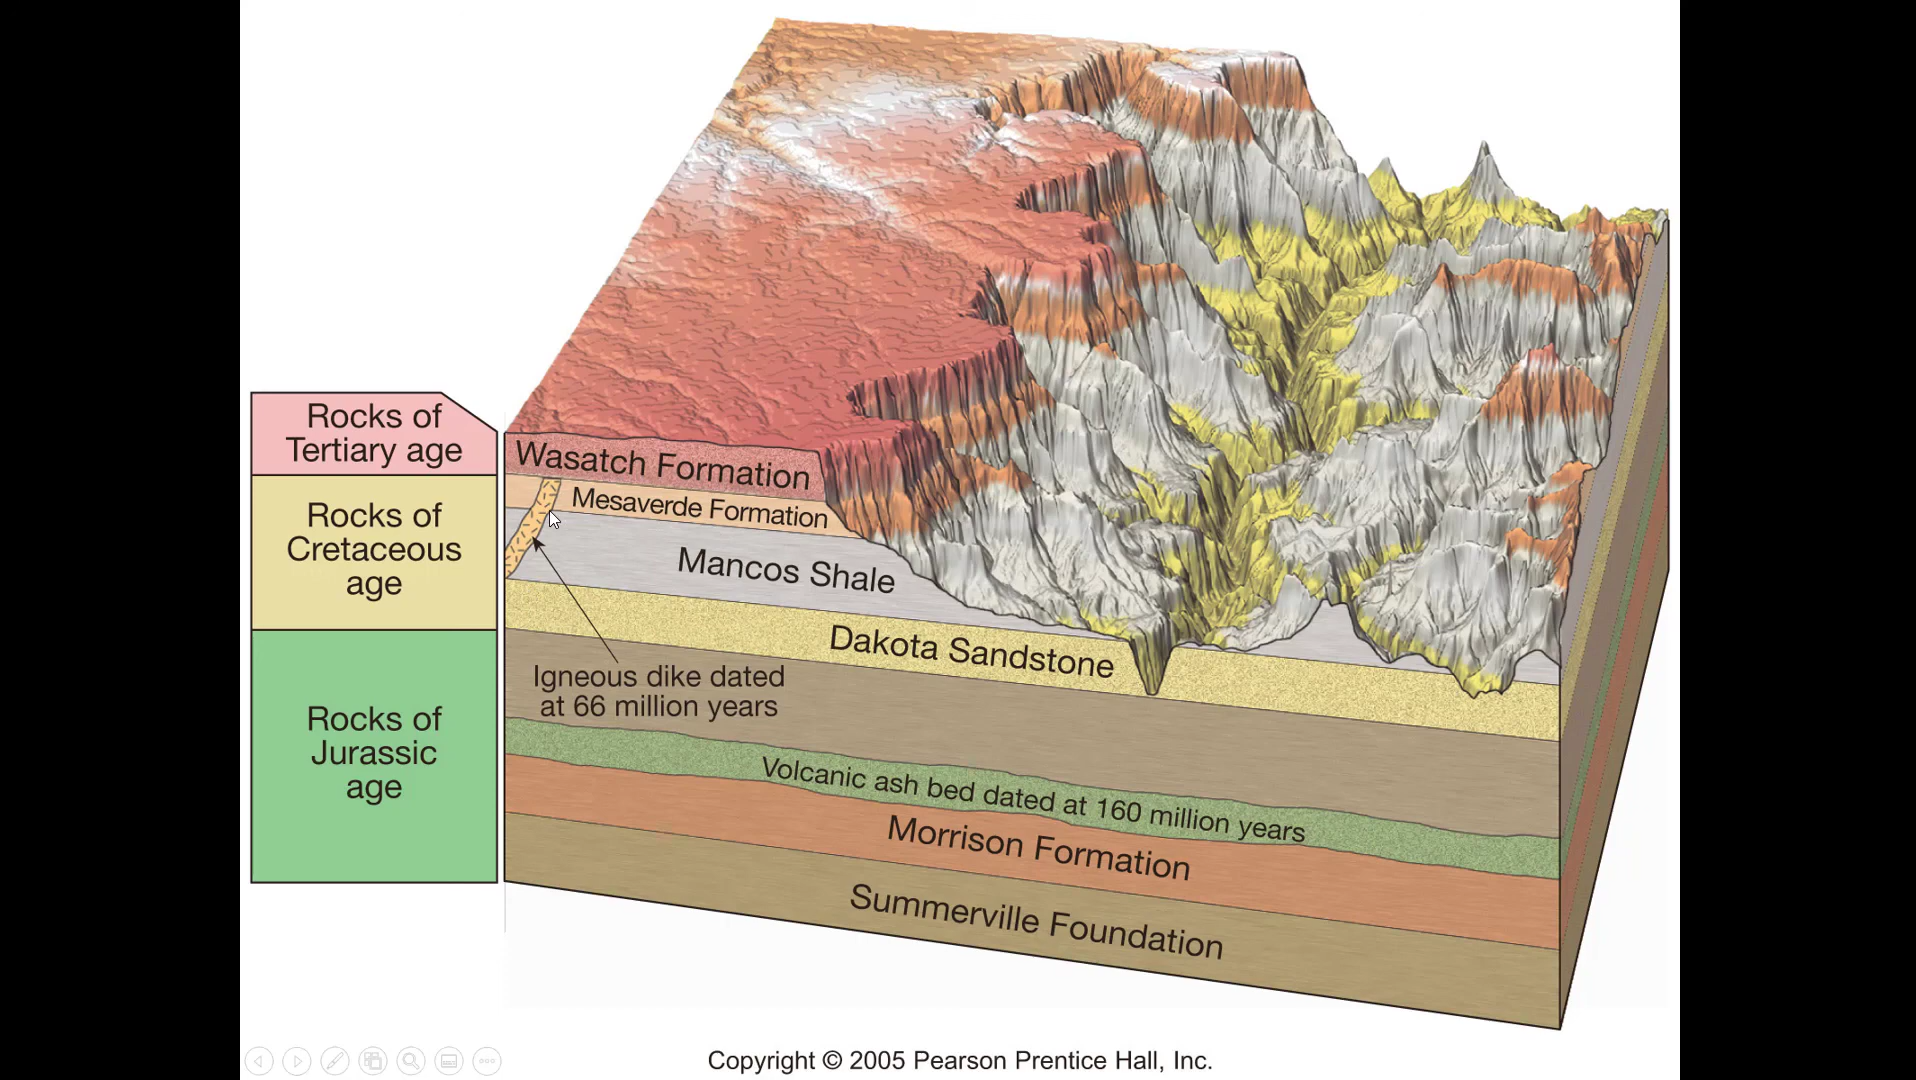 Rocks of
Tertiary age
Rocks of
Cretaceous
age
Rocks of
Jurassic
age
Wasatch Formation
Mesaverde Formation
Mancos Shale
Dakota Sandstone
Igneous dike dated
at 66 million years
Volcanic ash bed dated at 160 million years
Morrison Formation
Summerville Foundation
Copyright © 2005 Pearson Prentice Hall, Inc.